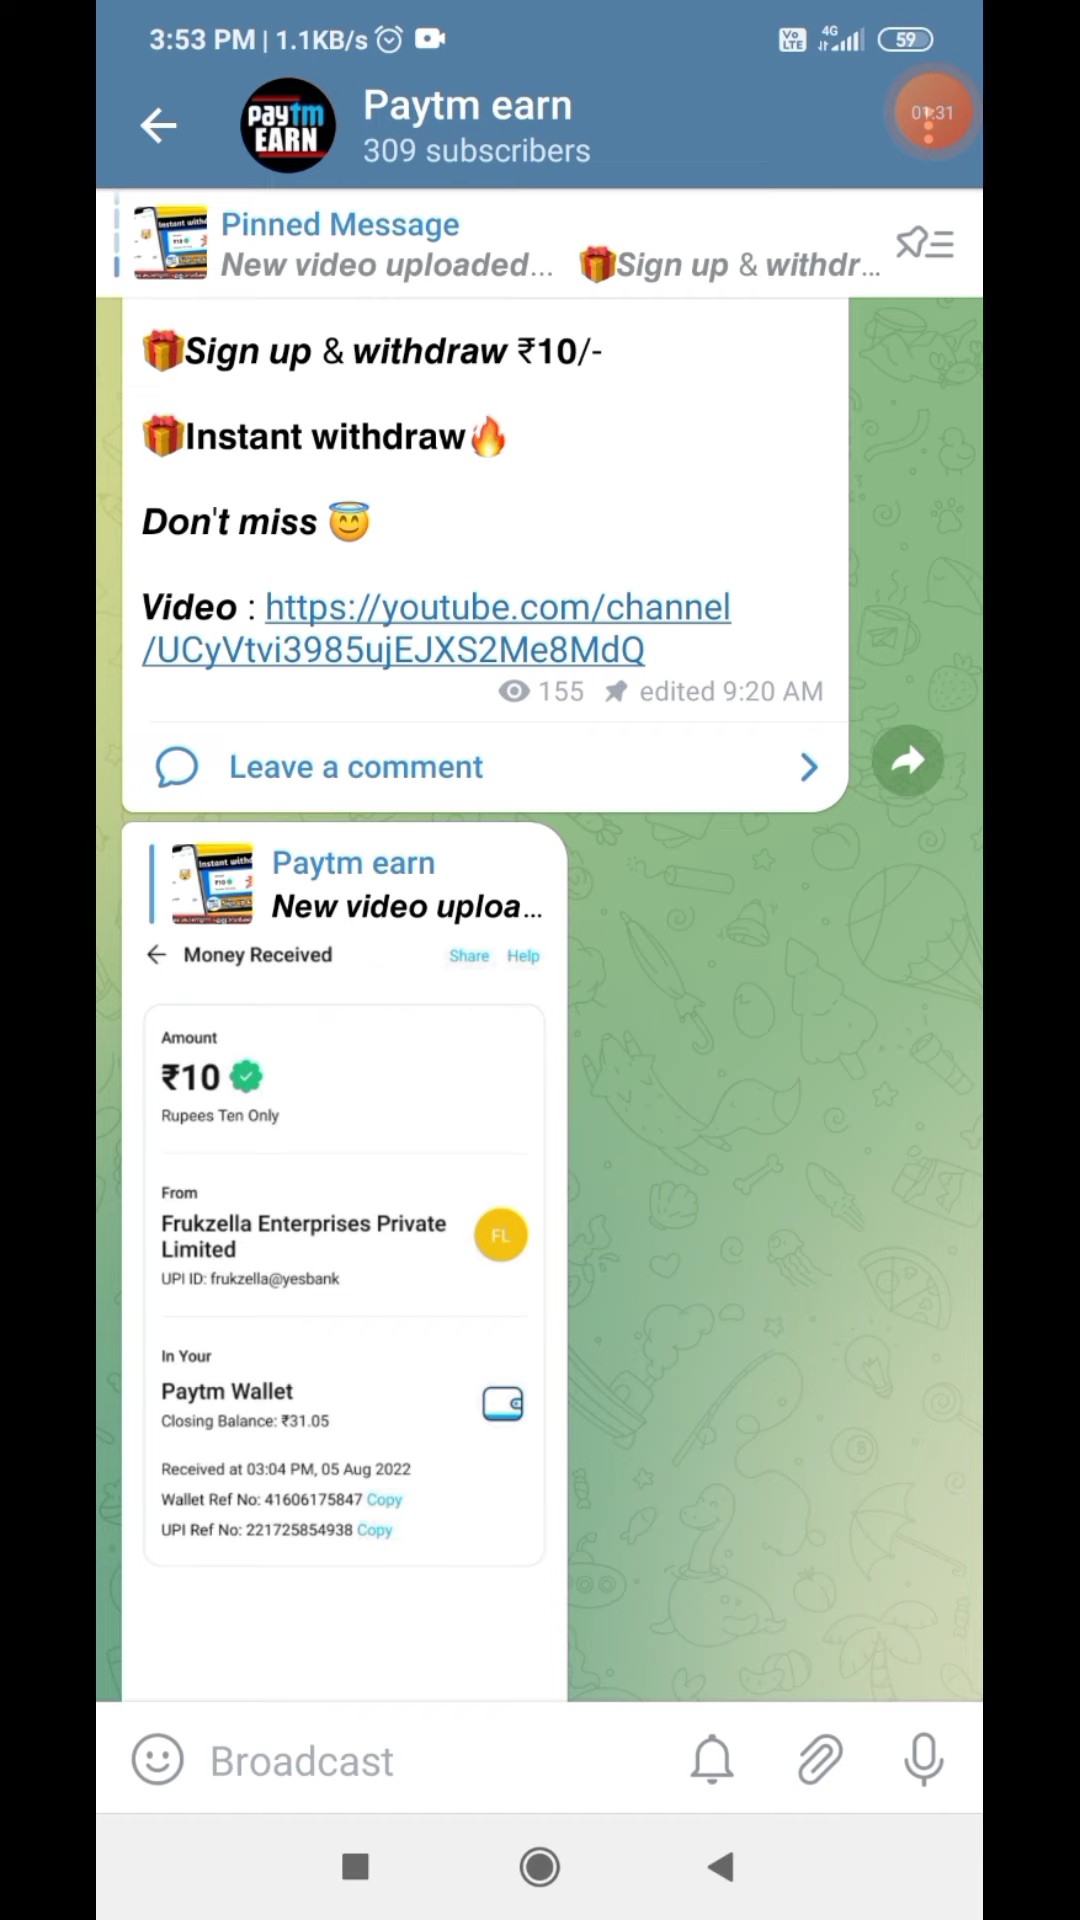 3:53 PM | 1.1KB/s
Vo LTE 4G 59
paytm
EARN
Paytm earn
309 subscribers
01:31
Pinned Message
New video uploaded... 🎁Sign up & withdr...
🎁Sign up & withdraw ₹10/-
🎁Instant withdraw🔥
Don't miss 😇
Video : https://youtube.com/channel
/UCyVtvi3985ujEJXS2Me8MdQ
155 edited 9:20 AM
Leave a comment
Paytm earn
New video uploa...
Money Received Share Help
Amount
₹10
Rupees Ten Only
From
Frukzella Enterprises Private
Limited
FL
UPI ID: frukzella@yesbank
In Your
Paytm Wallet
Closing Balance: ₹31.05
Received at 03:04 PM, 05 Aug 2022
Wallet Ref No: 41606175847 Copy
UPI Ref No: 221725854938 Copy
Broadcast